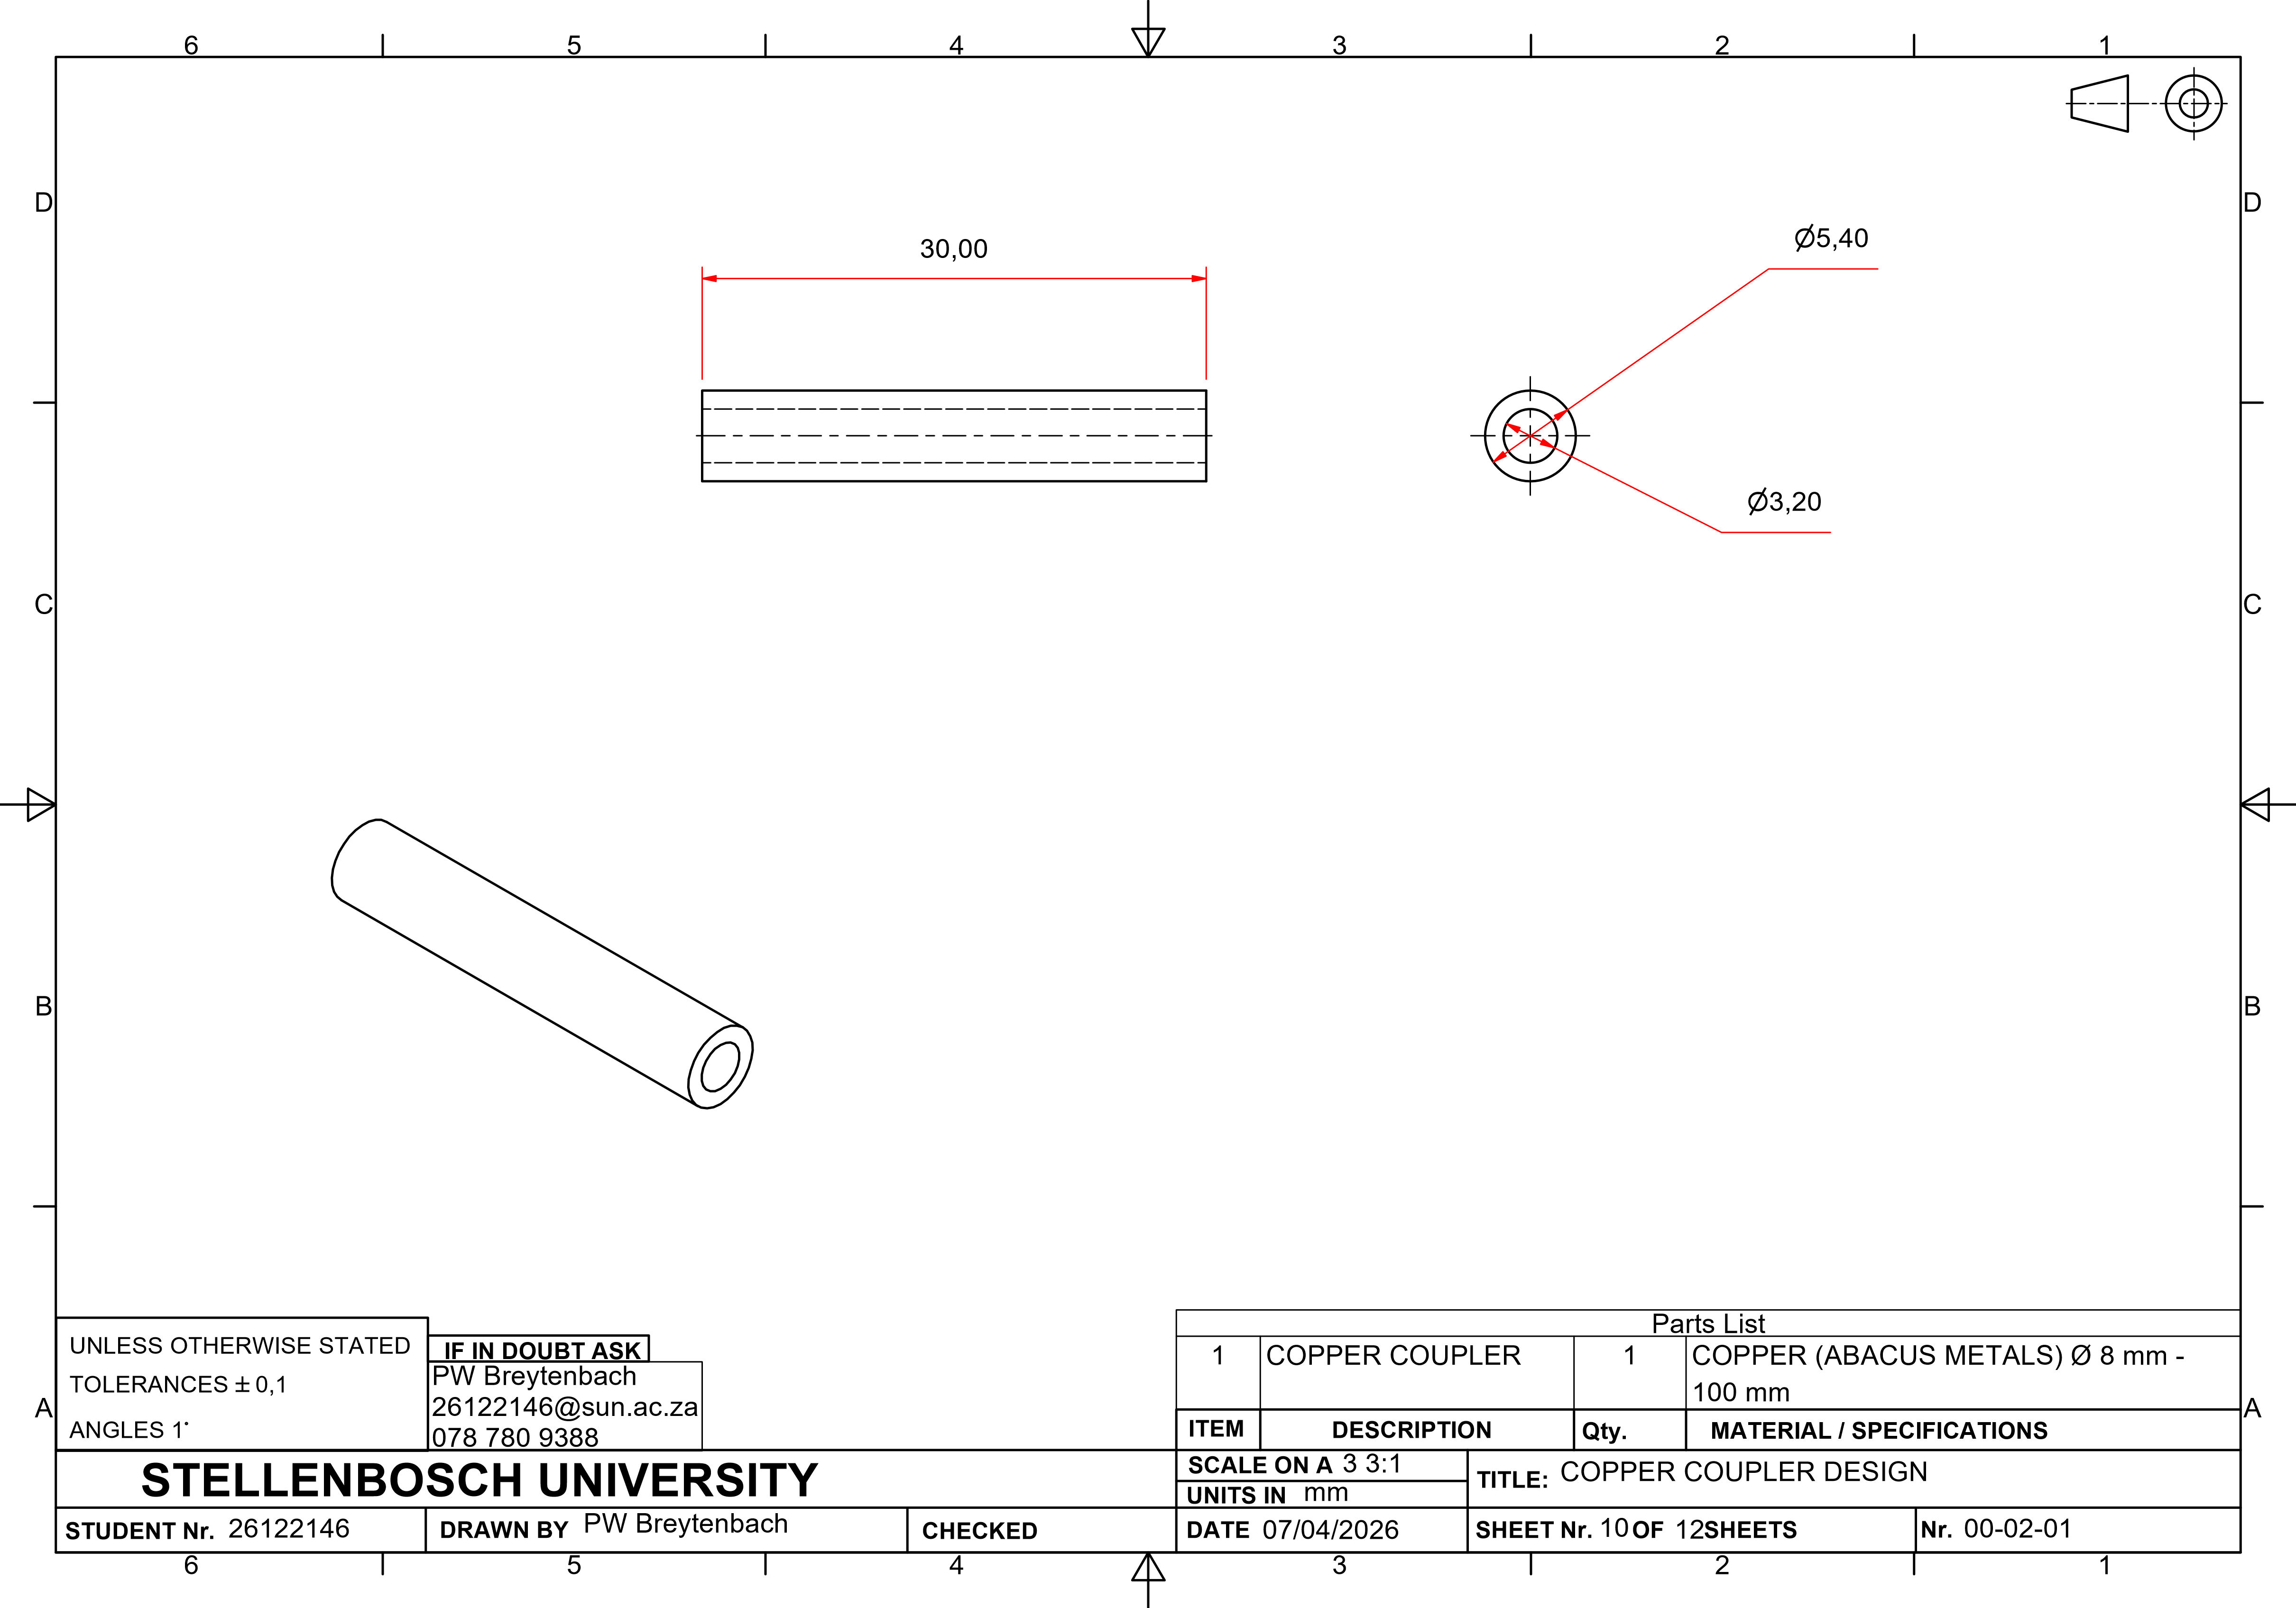 6 5 4 3 2 1
D D
30,00
Ø5,40
Ø3,20
C C
B B
Parts List
1 COPPER COUPLER 1 COPPER (ABACUS METALS) Ø 8 mm -
100 mm
ITEM DESCRIPTION Qty. MATERIAL / SPECIFICATIONS
UNLESS OTHERWISE STATED
TOLERANCES ± 0,1
ANGLES 1°
IF IN DOUBT ASK
PW Breytenbach
26122146@sun.ac.za
078 780 9388
A A
STELLENBOSCH UNIVERSITY
SCALE ON A 3 3:1
UNITS IN mm
TITLE: COPPER COUPLER DESIGN
STUDENT Nr. 26122146 DRAWN BY PW Breytenbach CHECKED DATE 07/04/2026 SHEET Nr. 10 OF 12 SHEETS Nr. 00-02-01
6 5 4 3 2 1